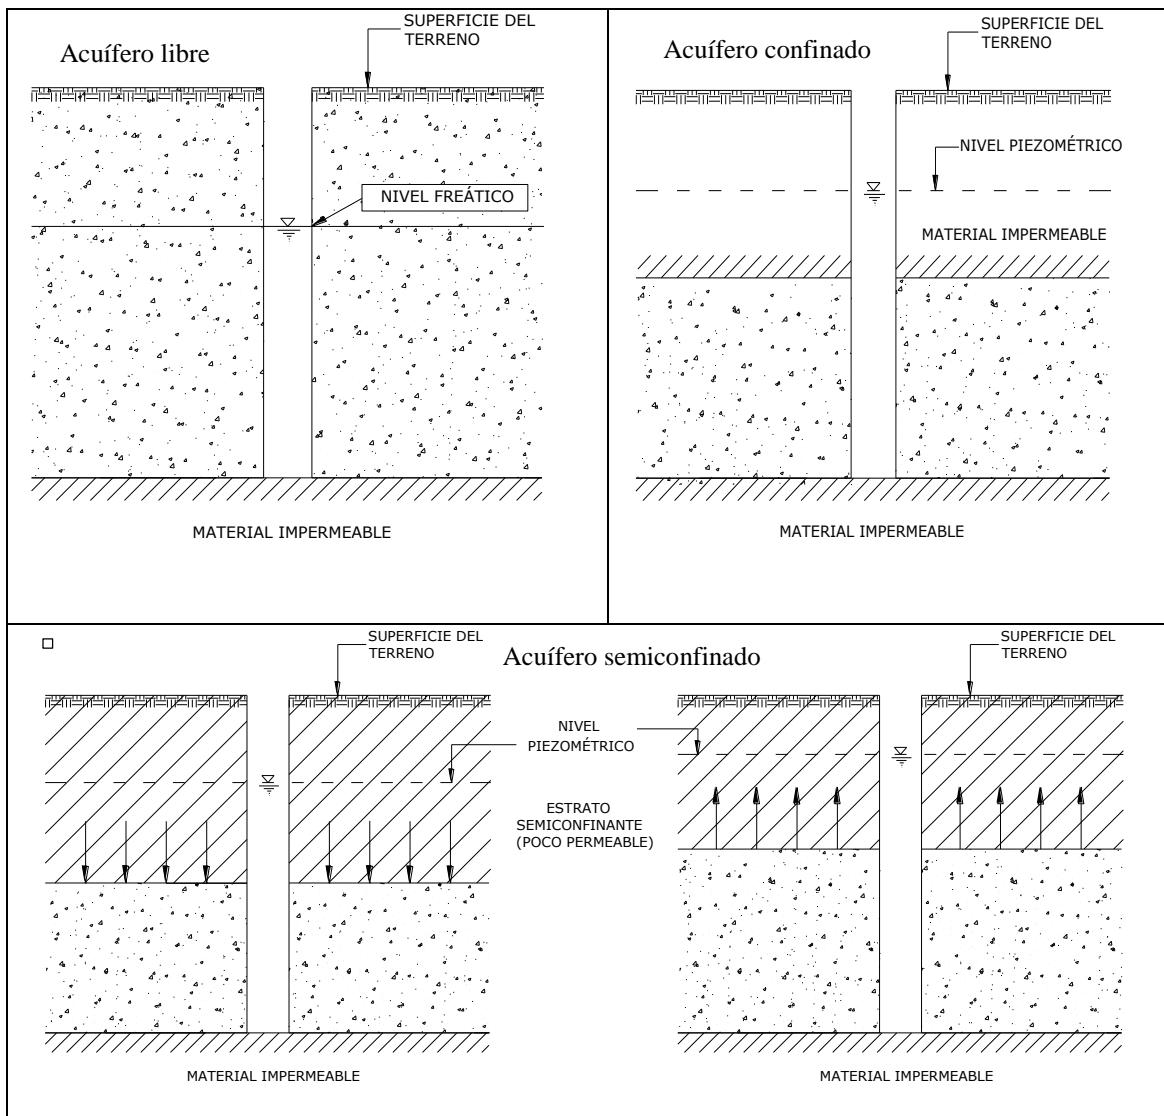 SUPERFICIE DEL
TERRENO
Acuífero libre
NIVEL FREÁTICO
MATERIAL IMPERMEABLE
SUPERFICIE DEL
TERRENO
Acuífero confinado
NIVEL PIEZOMÉTRICO
MATERIAL IMPERMEABLE
MATERIAL IMPERMEABLE
SUPERFICIE DEL
TERRENO
Acuífero semiconfinado
SUPERFICIE DEL
TERRENO
NIVEL
PIEZOMÉTRICO
ESTRATO
SEMICONFINANTE
(POCO PERMEABLE)
MATERIAL IMPERMEABLE
MATERIAL IMPERMEABLE